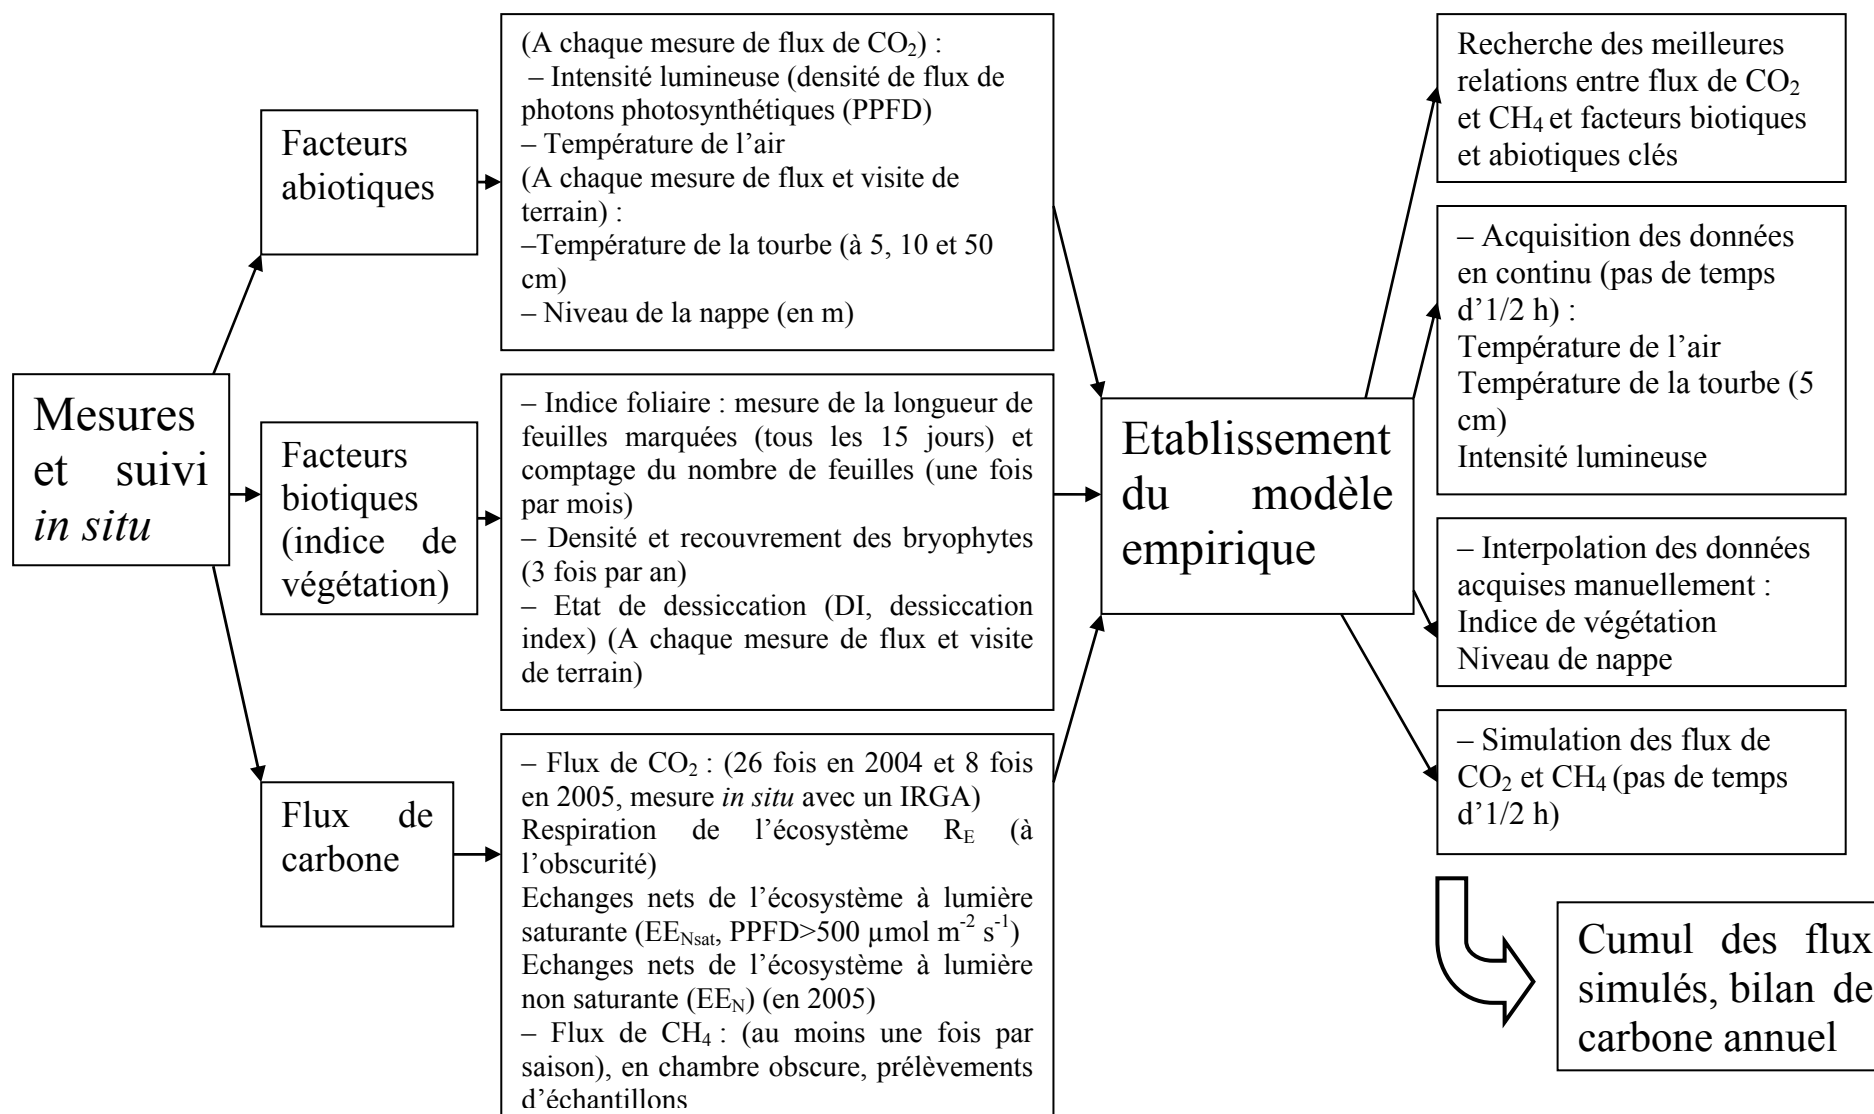 Mesures
et suivi
in situ
Facteurs
abiotiques
Facteurs
biotiques
(indice de
végétation)
Flux de
carbone
(A chaque mesure de flux de CO₂) :
– Intensité lumineuse (densité de flux de
photons photosynthétiques (PPFD)
– Température de l’air
(A chaque mesure de flux et visite de
terrain) :
–Température de la tourbe (à 5, 10 et 50
cm)
– Niveau de la nappe (en m)
– Indice foliaire : mesure de la longueur de
feuilles marquées (tous les 15 jours) et
comptage du nombre de feuilles (une fois
par mois)
– Densité et recouvrement des bryophytes
(3 fois par an)
– Etat de dessiccation (DI, dessiccation
index) (A chaque mesure de flux et visite
de terrain)
– Flux de CO₂ : (26 fois en 2004 et 8 fois
en 2005, mesure in situ avec un IRGA)
Respiration de l’écosystème R_E (à
l’obscurité)
Echanges nets de l’écosystème à lumière
saturante (EE_Nsat, PPFD>500 µmol m⁻² s⁻¹)
Echanges nets de l’écosystème à lumière
non saturante (EE_N) (en 2005)
– Flux de CH₄ : (au moins une fois par
saison), en chambre obscure, prélèvements
d’échantillons
Etablissement
du modèle
empirique
Recherche des meilleures
relations entre flux de CO₂
et CH₄ et facteurs biotiques
et abiotiques clés
– Acquisition des données
en continu (pas de temps
d’1/2 h) :
Température de l’air
Température de la tourbe (5
cm)
Intensité lumineuse
– Interpolation des données
acquises manuellement :
Indice de végétation
Niveau de nappe
– Simulation des flux de
CO₂ et CH₄ (pas de temps
d’1/2 h)
Cumul des flux
simulés, bilan de
carbone annuel